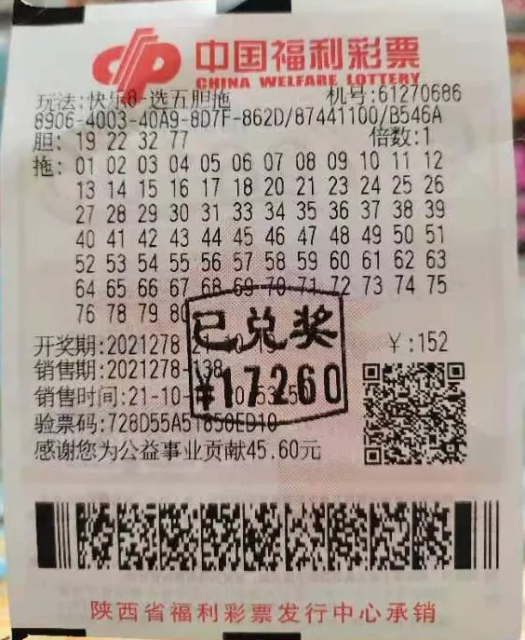 中国福利彩票
CHINA WELFARE LOTTERY
玩法:快乐8-选五胆拖 机号:61270686
8906-4003-40A9-8D7F-862D/87441100/B546A
胆: 19 22 32 77 倍数:1
拖: 01 02 03 04 05 06 07 08 09 10 11 12
13 14 15 16 17 18 20 21 23 24 25 26
27 28 29 30 31 33 34 35 36 37 38 39
40 41 42 43 44 45 46 47 48 49 50 51
52 53 54 55 56 57 58 59 60 61 62 63
64 65 66 67 68 69 70 71 72 73 74 75
76 78 79 80
已兑奖
¥17260
开奖期:2021278 ¥:152
销售期:2021278-138
销售时间:21-10-
验票码:728D55A51850ED10
感谢您为公益事业贡献45.60元
陕西省福利彩票发行中心承销